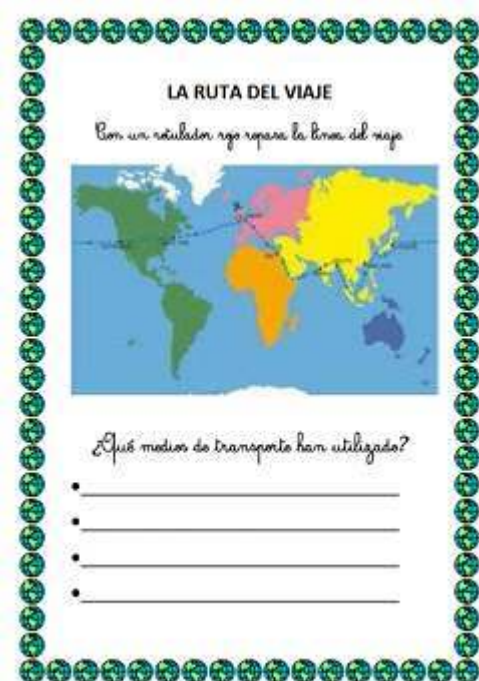 LA RUTA DEL VIAJE
Con un rotulador rojo repasa la línea del viaje
¿Qué medios de transporte han utilizado?